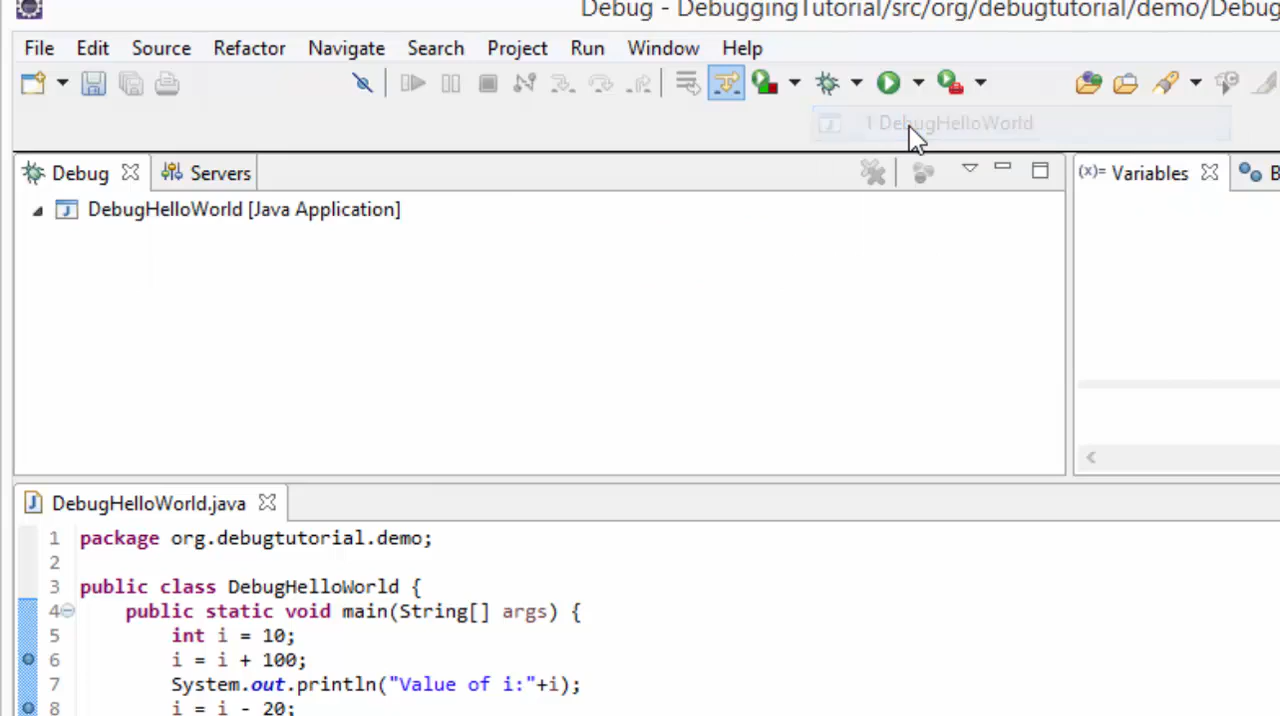 Debug - DebuggingTutorial/src/org/debugtutorial/demo/Debug
File Edit Source Refactor Navigate Search Project Run Window Help
1 DebugHelloWorld
Debug Servers
(x)= Variables B
DebugHelloWorld [Java Application]
DebugHelloWorld.java
1 package org.debugtutorial.demo;
2
3 public class DebugHelloWorld {
4 public static void main(String[] args) {
5 int i = 10;
6 i = i + 100;
7 System.out.println("Value of i:"+i);
8 i = i - 20;